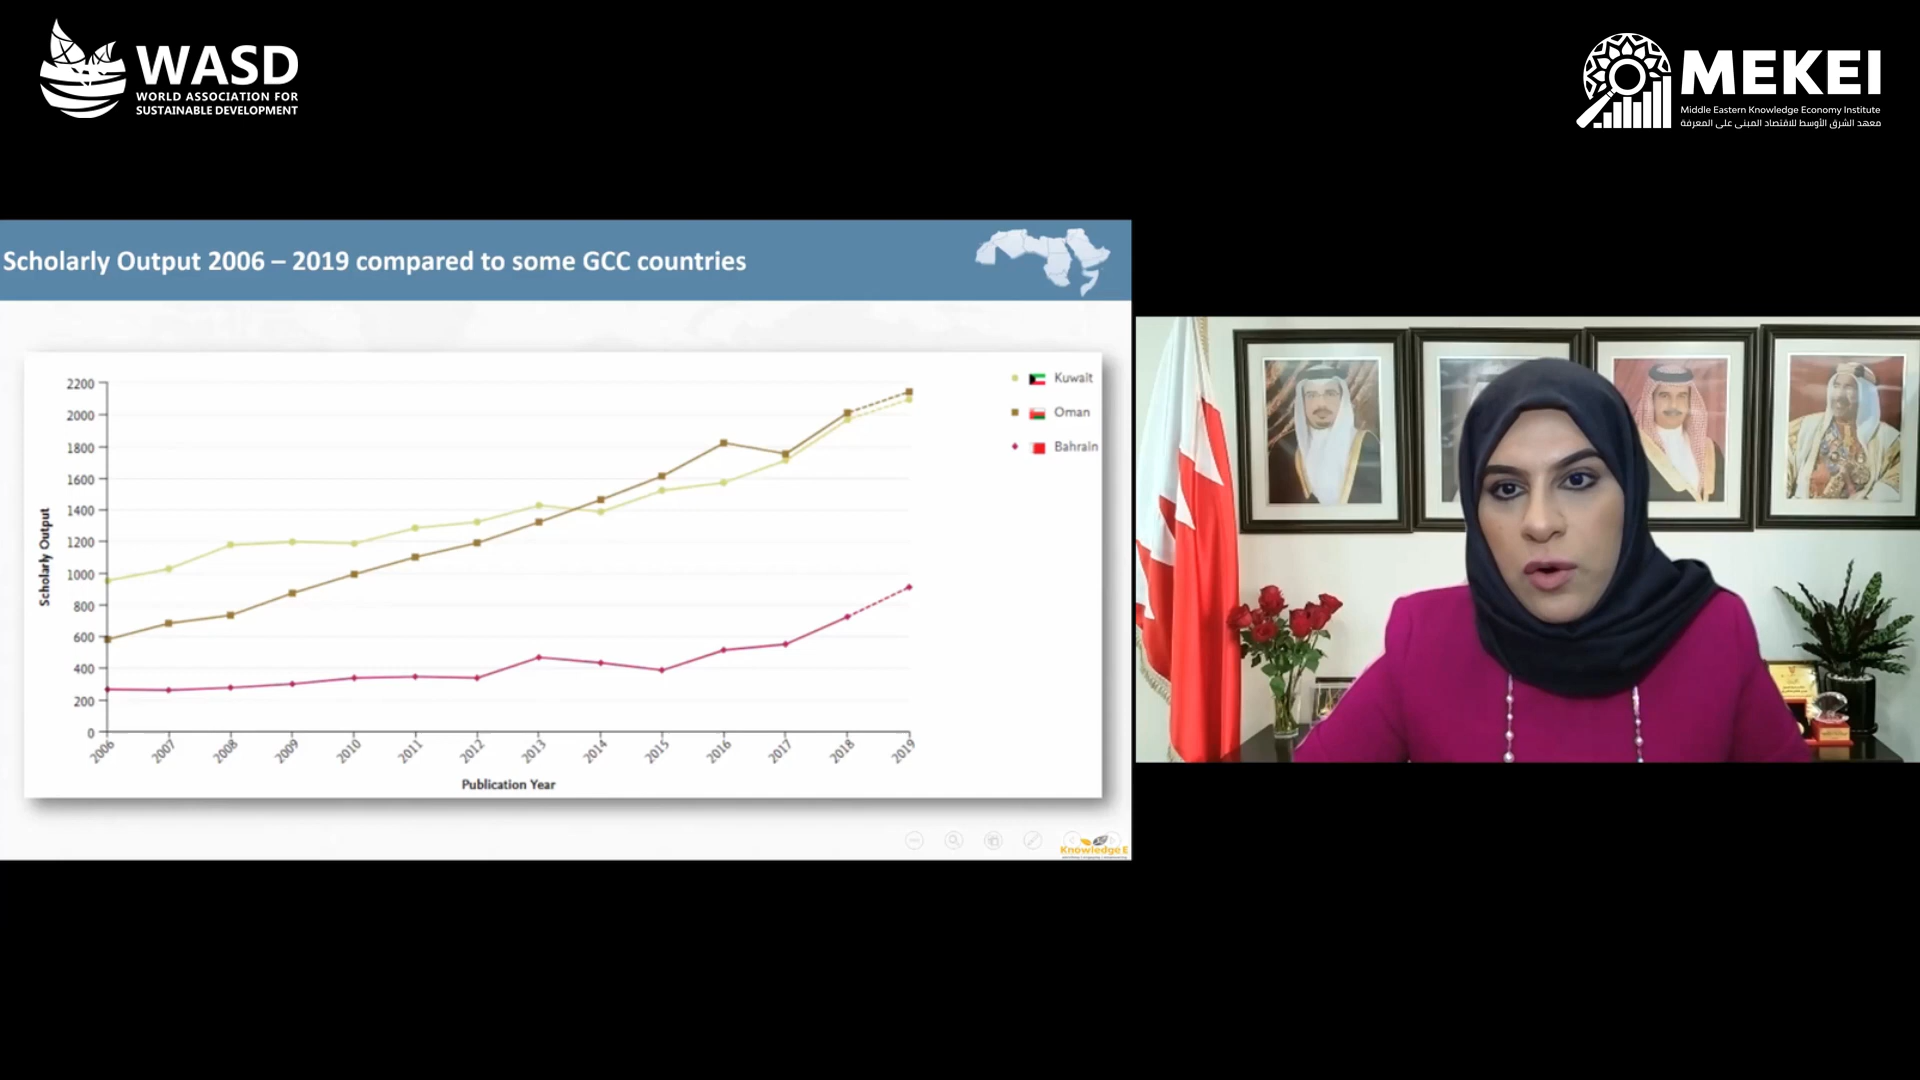 WASD
WORLD ASSOCIATION FOR
SUSTAINABLE DEVELOPMENT
MEKEI
Middle Eastern Knowledge Economy Institute
معهد الشرق الأوسط للاقتصاد المبني على المعرفة
Scholarly Output 2006 – 2019 compared to some GCC countries
Kuwait
Oman
Bahrain
Scholarly Output
2200
2000
1800
1600
1400
1200
1000
800
600
400
200
0
2006 2007 2008 2009 2010 2011 2012 2013 2014 2015 2016 2017 2018 2019
Publication Year
Knowledge E